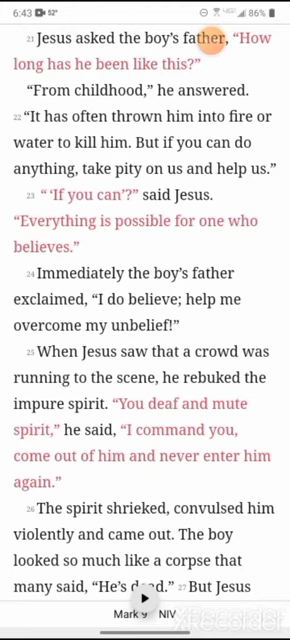 6:43 52°
86%
21 Jesus asked the boy’s father, “How
long has he been like this?”
“From childhood,” he answered.
22 “It has often thrown him into fire or
water to kill him. But if you can do
anything, take pity on us and help us.”
23 “ ‘If you can’?” said Jesus.
“Everything is possible for one who
believes.”
24 Immediately the boy’s father
exclaimed, “I do believe; help me
overcome my unbelief!”
25 When Jesus saw that a crowd was
running to the scene, he rebuked the
impure spirit. “You deaf and mute
spirit,” he said, “I command you,
come out of him and never enter him
again.”
26 The spirit shrieked, convulsed him
violently and came out. The boy
looked so much like a corpse that
many said, “He’s dead.” 27 But Jesus
Mark 9 NIV
XRecorder